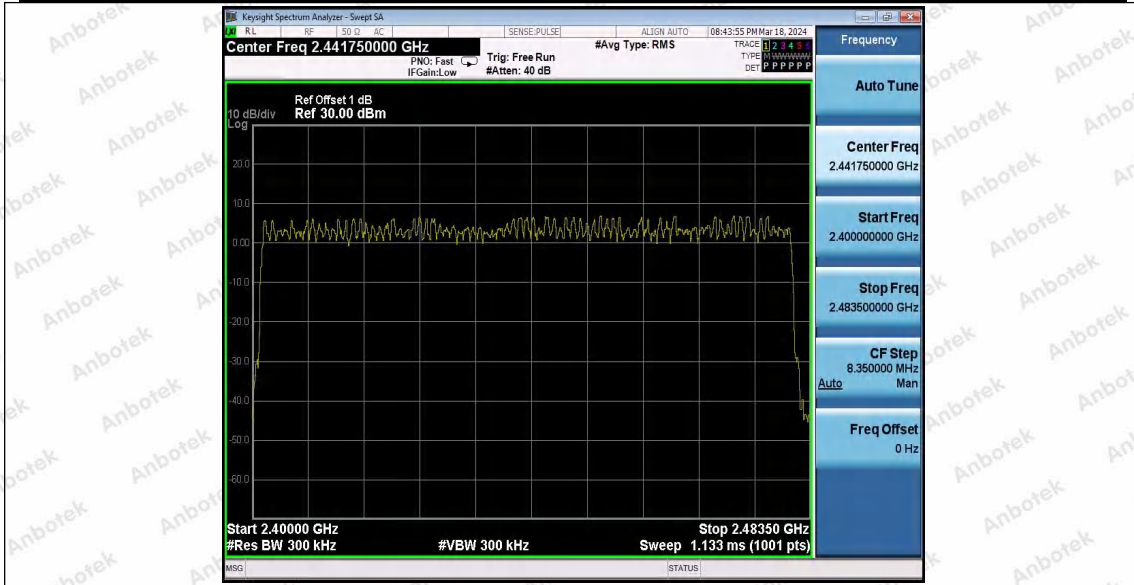 Keysight Spectrum Analyzer - Swept SA
LXI RL RF 50 Ω AC SENSE:PULSE ALIGN AUTO 08:43:55 PM Mar 18, 2024
Center Freq 2.441750000 GHz #Avg Type: RMS TRACE 1 2 3 4 5 6
PNO: Fast Trig: Free Run TYPE M WWWWW
IFGain:Low #Atten: 40 dB DET P P P P P P
Ref Offset 1 dB
10 dB/div Ref 30.00 dBm
Log
20.0
10.0
0.00
-10.0
-20.0
-30.0
-40.0
-50.0
-60.0
Start 2.40000 GHz Stop 2.48350 GHz
#Res BW 300 kHz #VBW 300 kHz Sweep 1.133 ms (1001 pts)
MSG STATUS
Frequency
Auto Tune
Center Freq
2.441750000 GHz
Start Freq
2.400000000 GHz
Stop Freq
2.483500000 GHz
CF Step
8.350000 MHz
Auto Man
Freq Offset
0 Hz
Anbotek